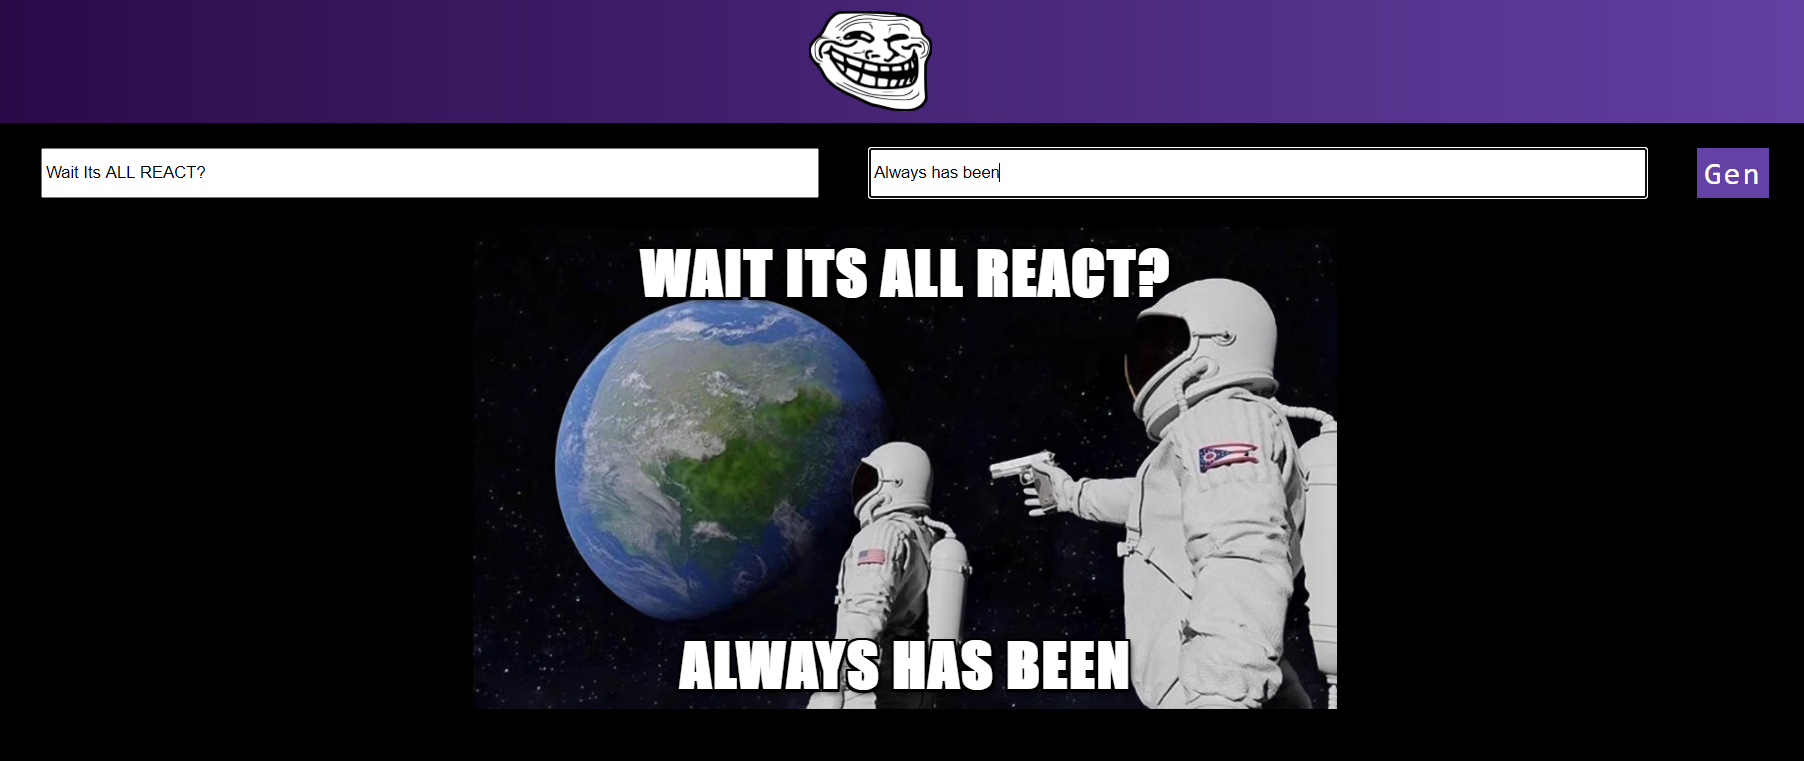 Wait Its ALL REACT?
Always has been
Gen
WAIT ITS ALL REACT?
ALWAYS HAS BEEN